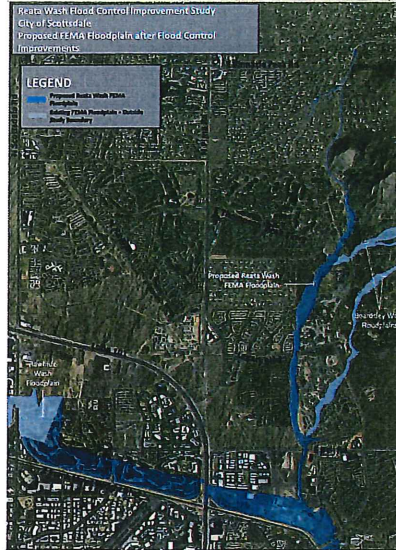 Reata Wash Flood Control Improvement Study
City of Scottsdale
Proposed FEMA Floodplain after Flood Control
Improvements
LEGEND
Proposed Reata Wash FEMA
Floodplain
Existing FEMA Floodplain - Outside
Study Boundary
Proposed Reata Wash
FEMA Floodplain
Wash
Floodplain
Floodplains